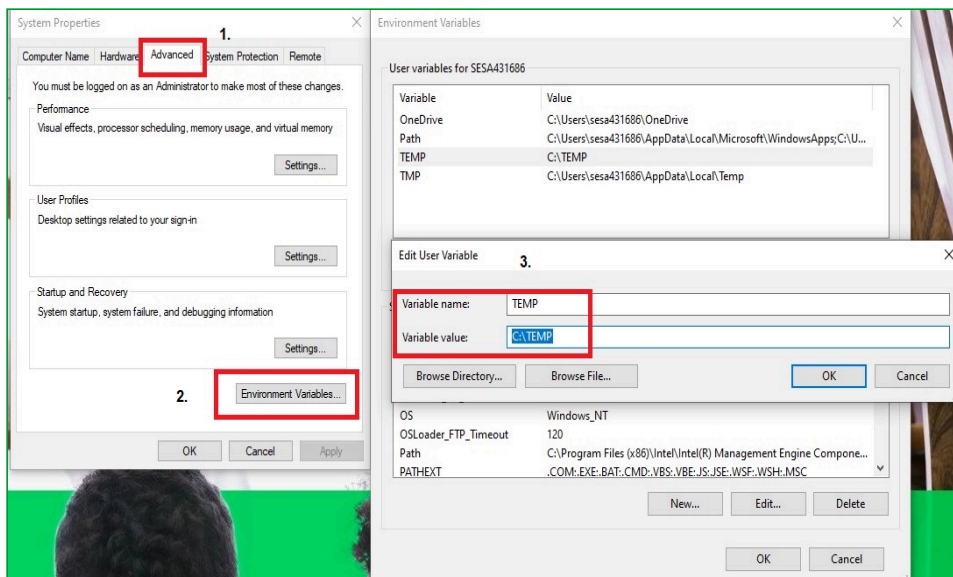 System Properties
1.
Computer Name Hardware Advanced System Protection Remote
You must be logged on as an Administrator to make most of these changes.
Performance
Visual effects, processor scheduling, memory usage, and virtual memory
Settings...
User Profiles
Desktop settings related to your sign-in
Settings...
Startup and Recovery
System startup, system failure, and debugging information
Settings...
2.
Environment Variables...
OK Cancel Apply
Environment Variables
User variables for SESA431686
Variable Value
OneDrive C:\Users\sesa431686\OneDrive
Path C:\Users\sesa431686\AppData\Local\Microsoft\WindowsApps;C:\U...
TEMP C:\TEMP
TMP C:\Users\sesa431686\AppData\Local\Temp
Edit User Variable
3.
Variable name: TEMP
Variable value: C:\TEMP
Browse Directory... Browse File... OK Cancel
OS Windows_NT
OSLoader_FTP_Timeout 120
Path C:\Program Files (x86)\Intel\Intel(R) Management Engine Compone...
PATHEXT .COM;.EXE;.BAT;.CMD;.VBS;.VBE;.JS;.JSE;.WSF;.WSH;.MSC
New... Edit... Delete
OK Cancel